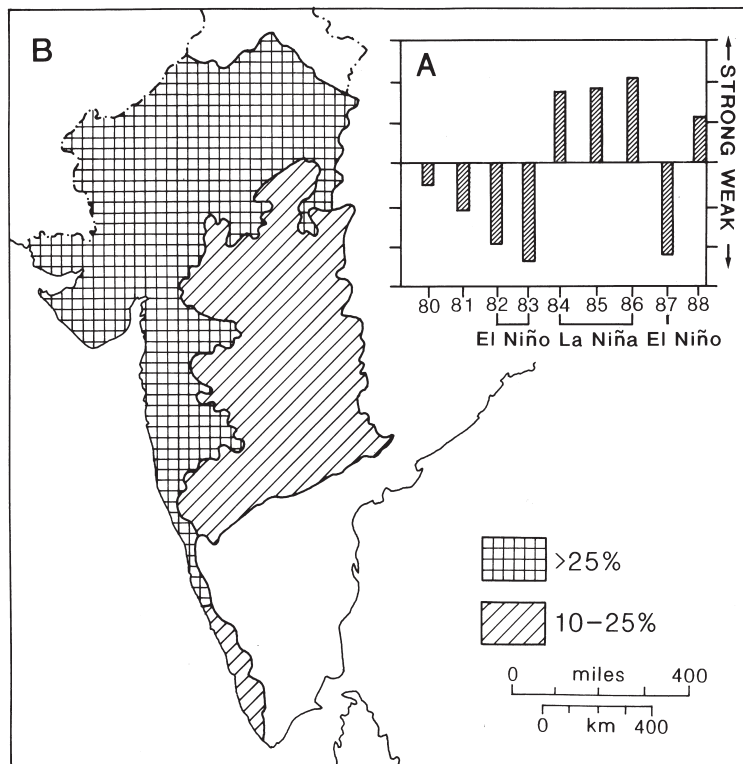 B
A
← WEAK STRONG →
80 81 82 83 84 85 86 87 88
El Niño La Niña El Niño
>25%
10–25%
0 miles 400
0 km 400